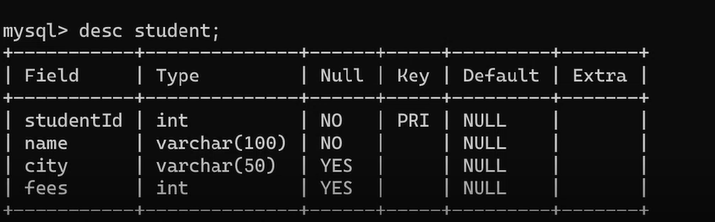 mysql> desc student;
+-----------+--------------+------+-----+---------+-------+
| Field     | Type         | Null | Key | Default | Extra |
+-----------+--------------+------+-----+---------+-------+
| studentId | int          | NO   | PRI | NULL    |       |
| name      | varchar(100) | NO   |     | NULL    |       |
| city      | varchar(50)  | YES  |     | NULL    |       |
| fees      | int          | YES  |     | NULL    |       |
+-----------+--------------+------+-----+---------+-------+